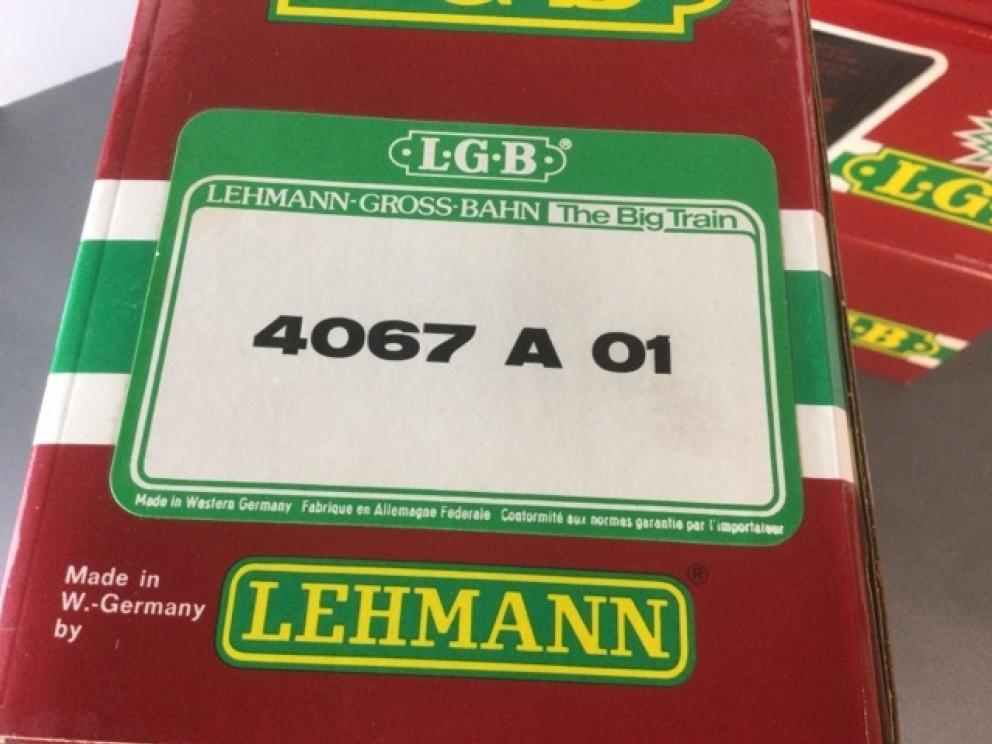 L·G·B®
LEHMANN-GROSS-BAHN The Big Train
4067 A 01
Made in Western Germany Fabrique en Allemagne Federale Conformité aux normes garantie par l'importateur
Made in
W.-Germany
by
LEHMANN®
L·G
B